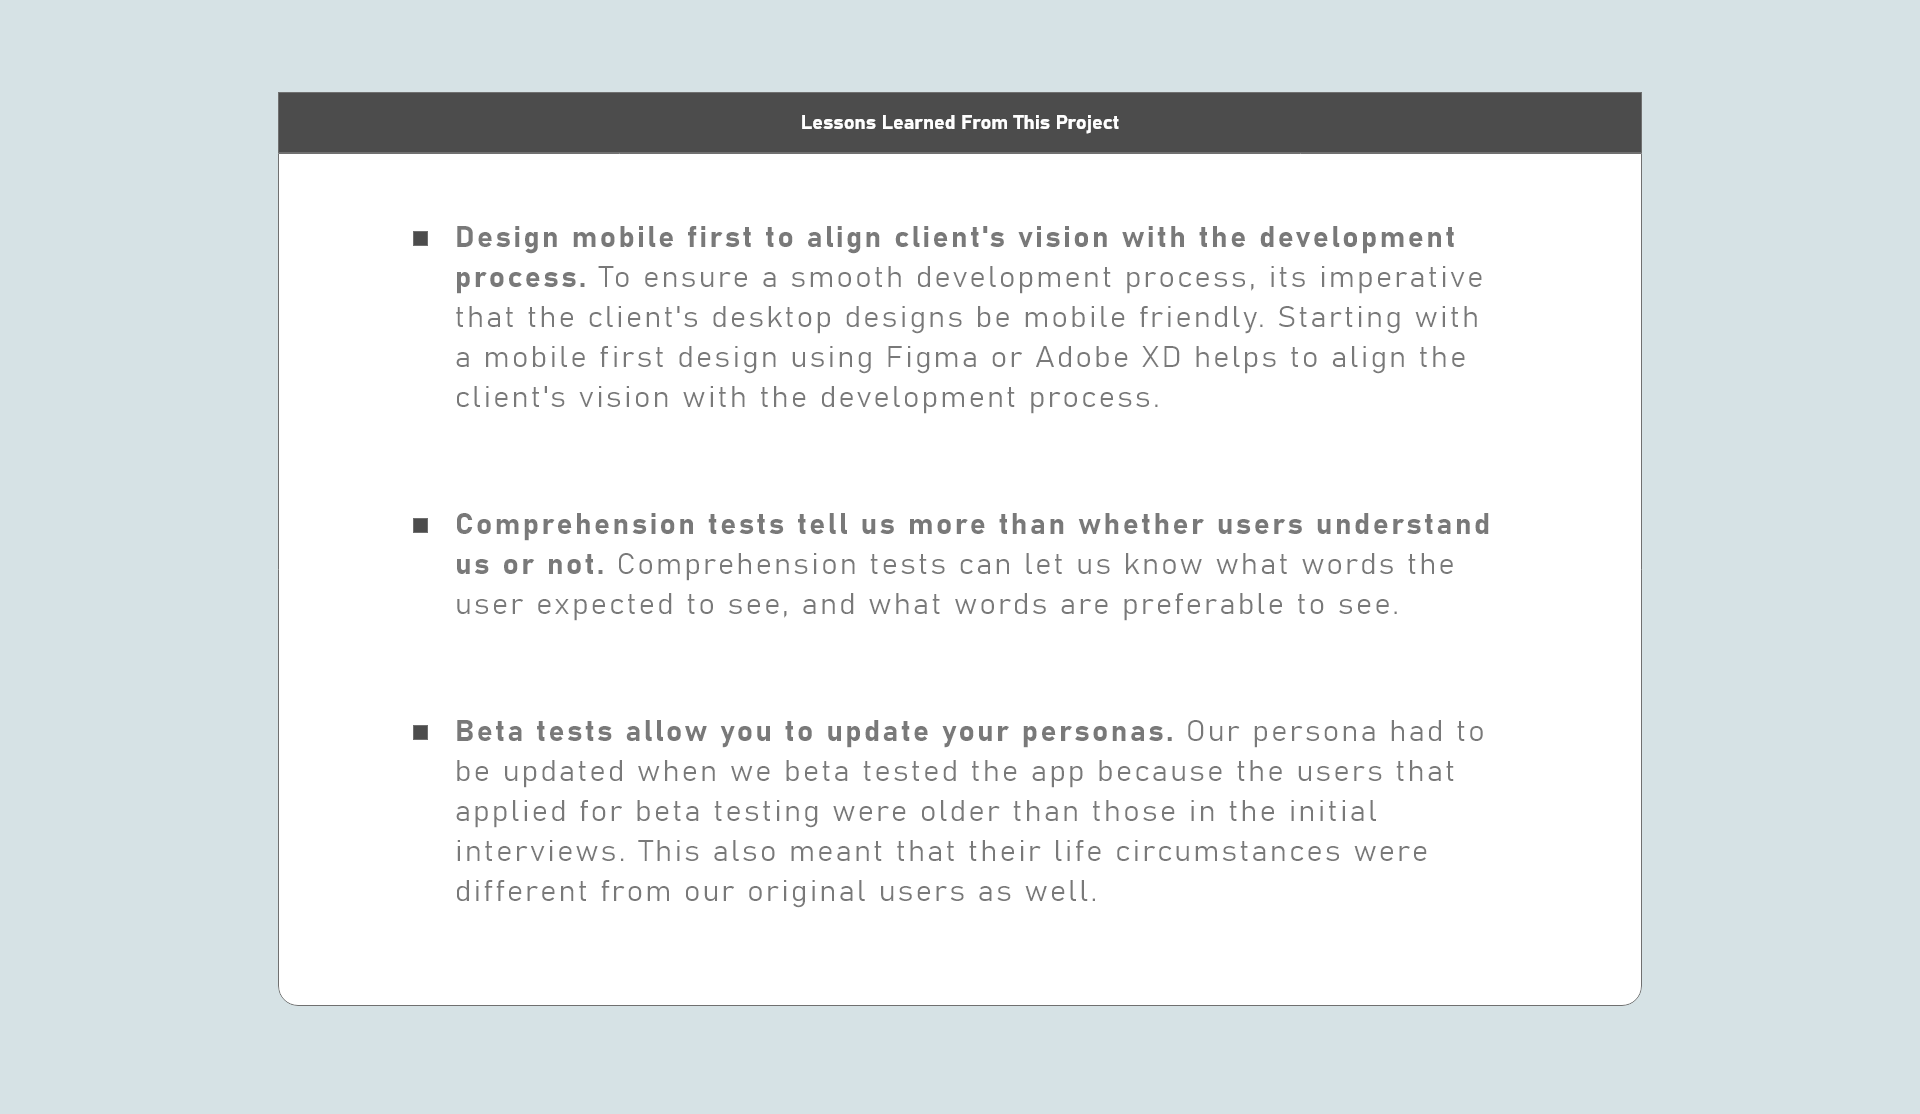 Lessons Learned From This Project
Design mobile first to align client's vision with the development
process. To ensure a smooth development process, its imperative
that the client's desktop designs be mobile friendly. Starting with
a mobile first design using Figma or Adobe XD helps to align the
client's vision with the development process.
Comprehension tests tell us more than whether users understand
us or not. Comprehension tests can let us know what words the
user expected to see, and what words are preferable to see.
Beta tests allow you to update your personas. Our persona had to
be updated when we beta tested the app because the users that
applied for beta testing were older than those in the initial
interviews. This also meant that their life circumstances were
different from our original users as well.